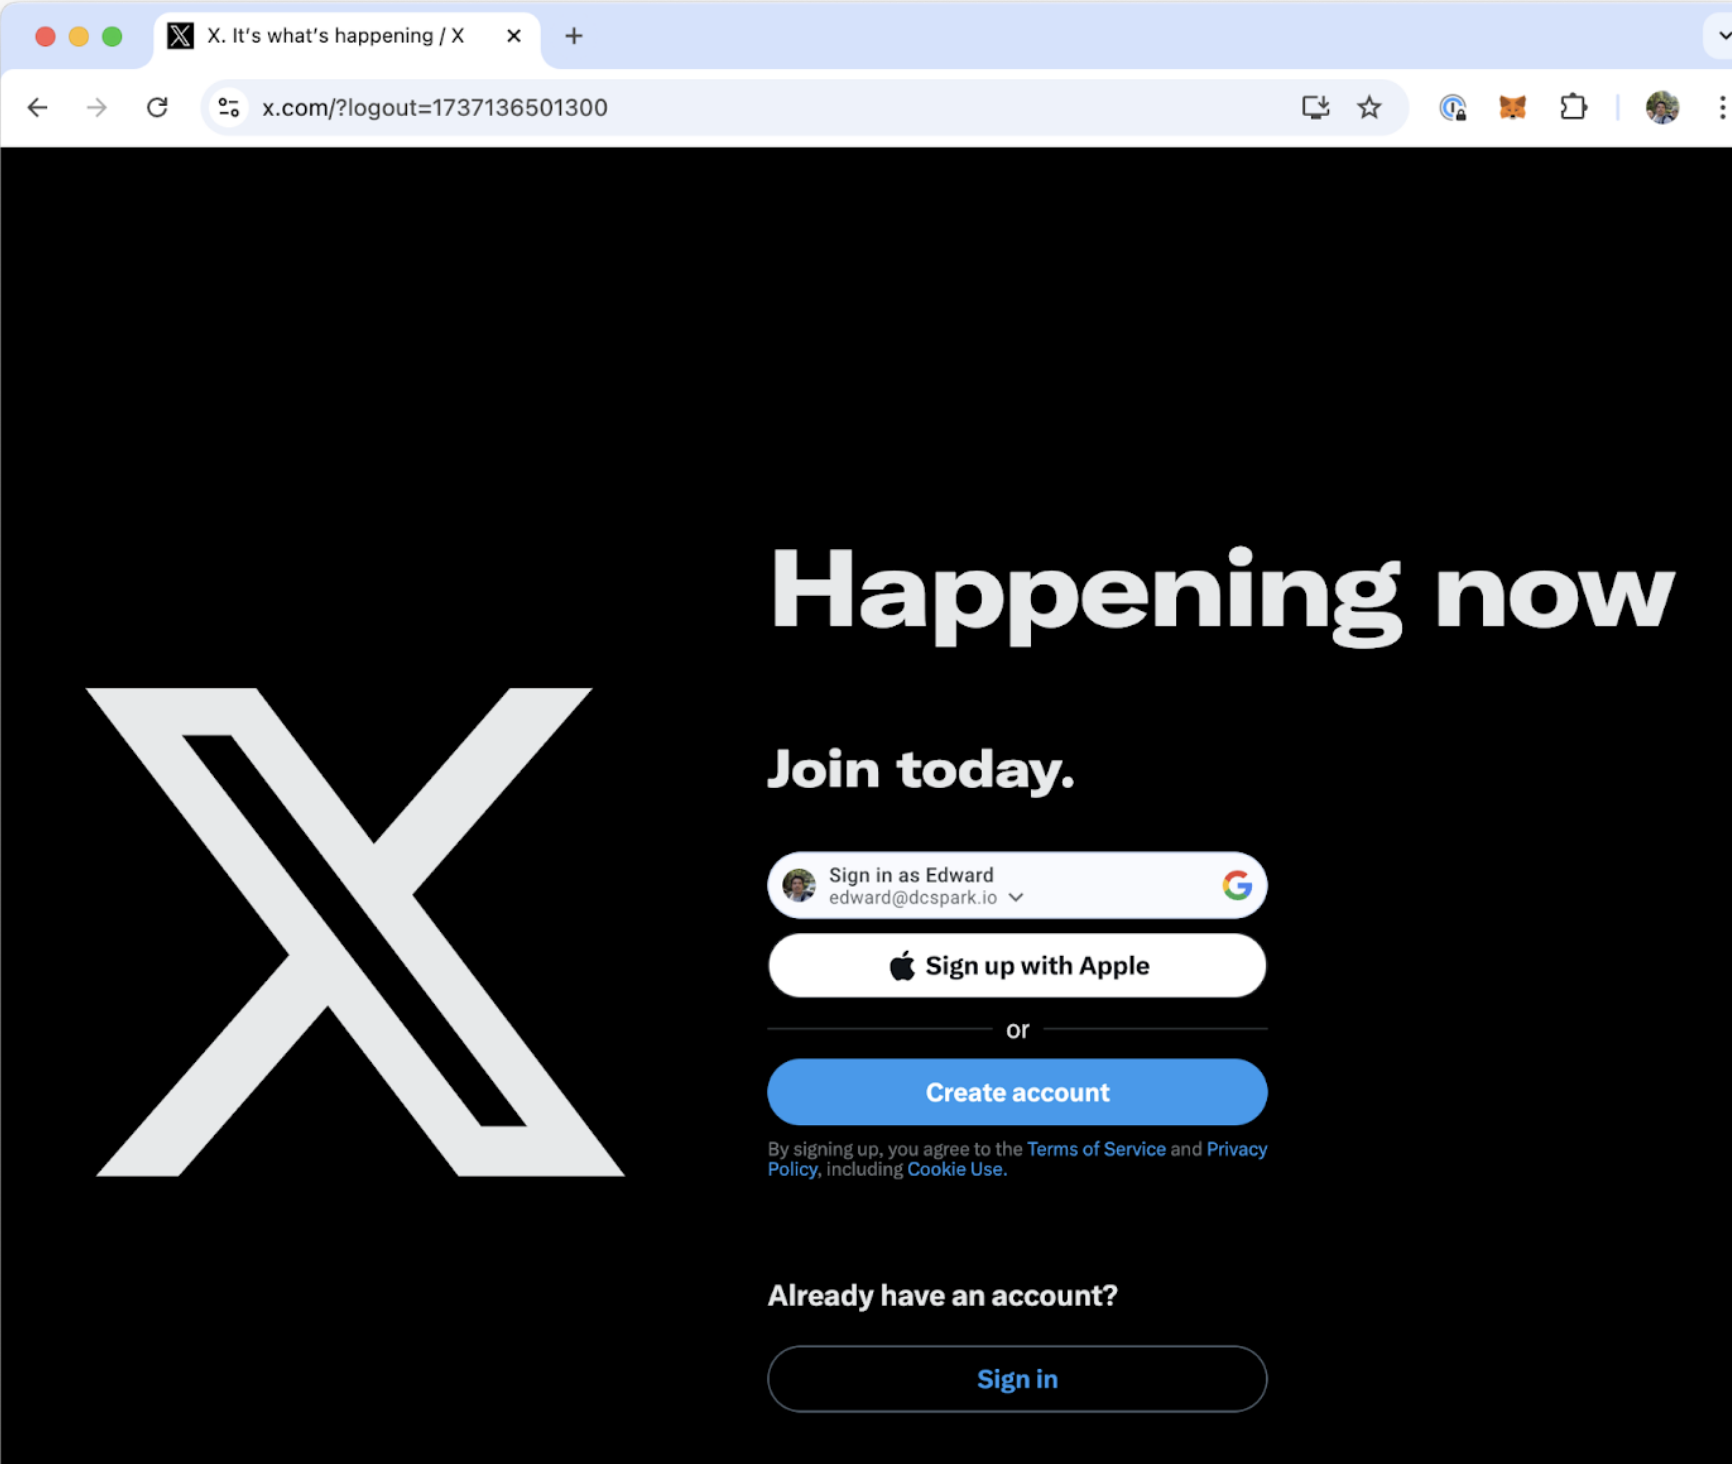 X. It's what's happening / X
x.com/?logout=1737136501300
Happening now
Join today.
Sign in as Edward
edward@dcspark.io
Sign up with Apple
or
Create account
By signing up, you agree to the Terms of Service and Privacy
Policy, including Cookie Use.
Already have an account?
Sign in